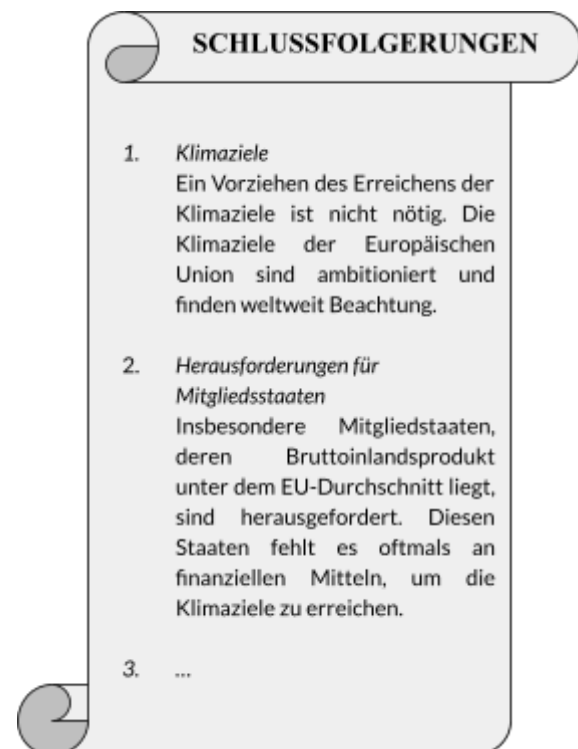 SCHLUSSFOLGERUNGEN
1. Klimaziele
Ein Vorziehen des Erreichens der
Klimaziele ist nicht nötig. Die
Klimaziele der Europäischen
Union sind ambitioniert und
finden weltweit Beachtung.
2. Herausforderungen für
Mitgliedsstaaten
Insbesondere Mitgliedstaaten,
deren Bruttoinlandsprodukt
unter dem EU-Durchschnitt liegt,
sind herausgefordert. Diesen
Staaten fehlt es oftmals an
finanziellen Mitteln, um die
Klimaziele zu erreichen.
3. ...